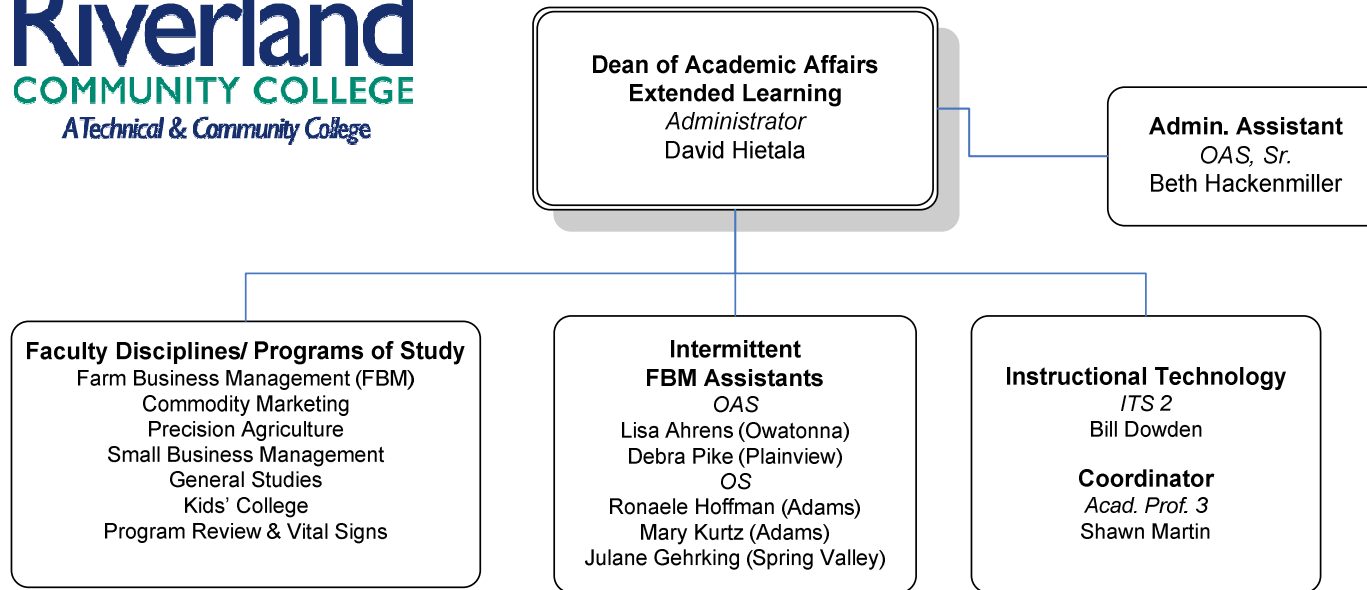 Riverland
COMMUNITY COLLEGE
A Technical & Community College
Dean of Academic Affairs
Extended Learning
Administrator
David Hietala
Admin. Assistant
OAS, Sr.
Beth Hackenmiller
Faculty Disciplines/ Programs of Study
Farm Business Management (FBM)
Commodity Marketing
Precision Agriculture
Small Business Management
General Studies
Kids’ College
Program Review & Vital Signs
Intermittent
FBM Assistants
OAS
Lisa Ahrens (Owatonna)
Debra Pike (Plainview)
OS
Ronaele Hoffman (Adams)
Mary Kurtz (Adams)
Julane Gehrking (Spring Valley)
Instructional Technology
ITS 2
Bill Dowden
Coordinator
Acad. Prof. 3
Shawn Martin